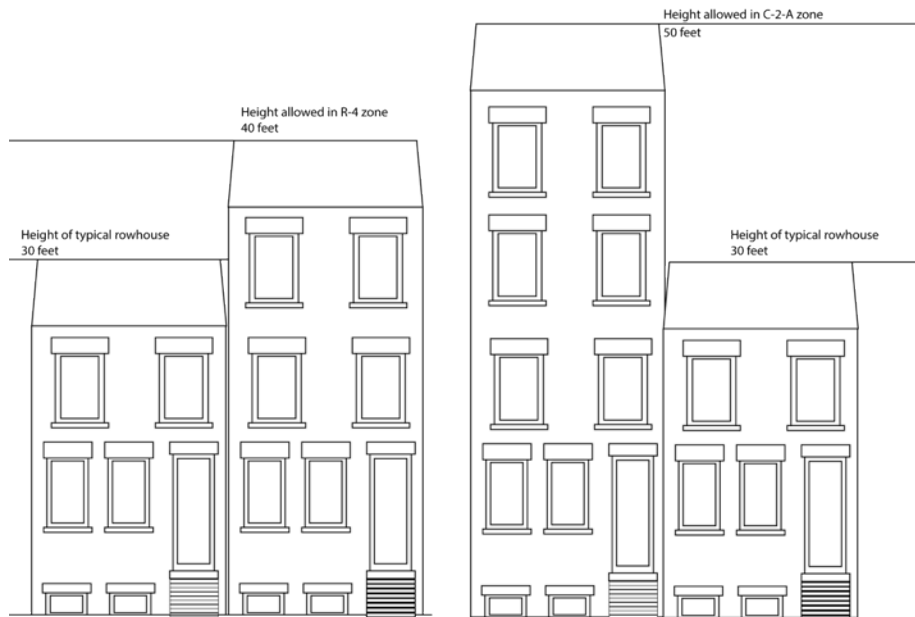 Height allowed in R-4 zone
40 feet
Height of typical rowhouse
30 feet
Height allowed in C-2-A zone
50 feet
Height of typical rowhouse
30 feet